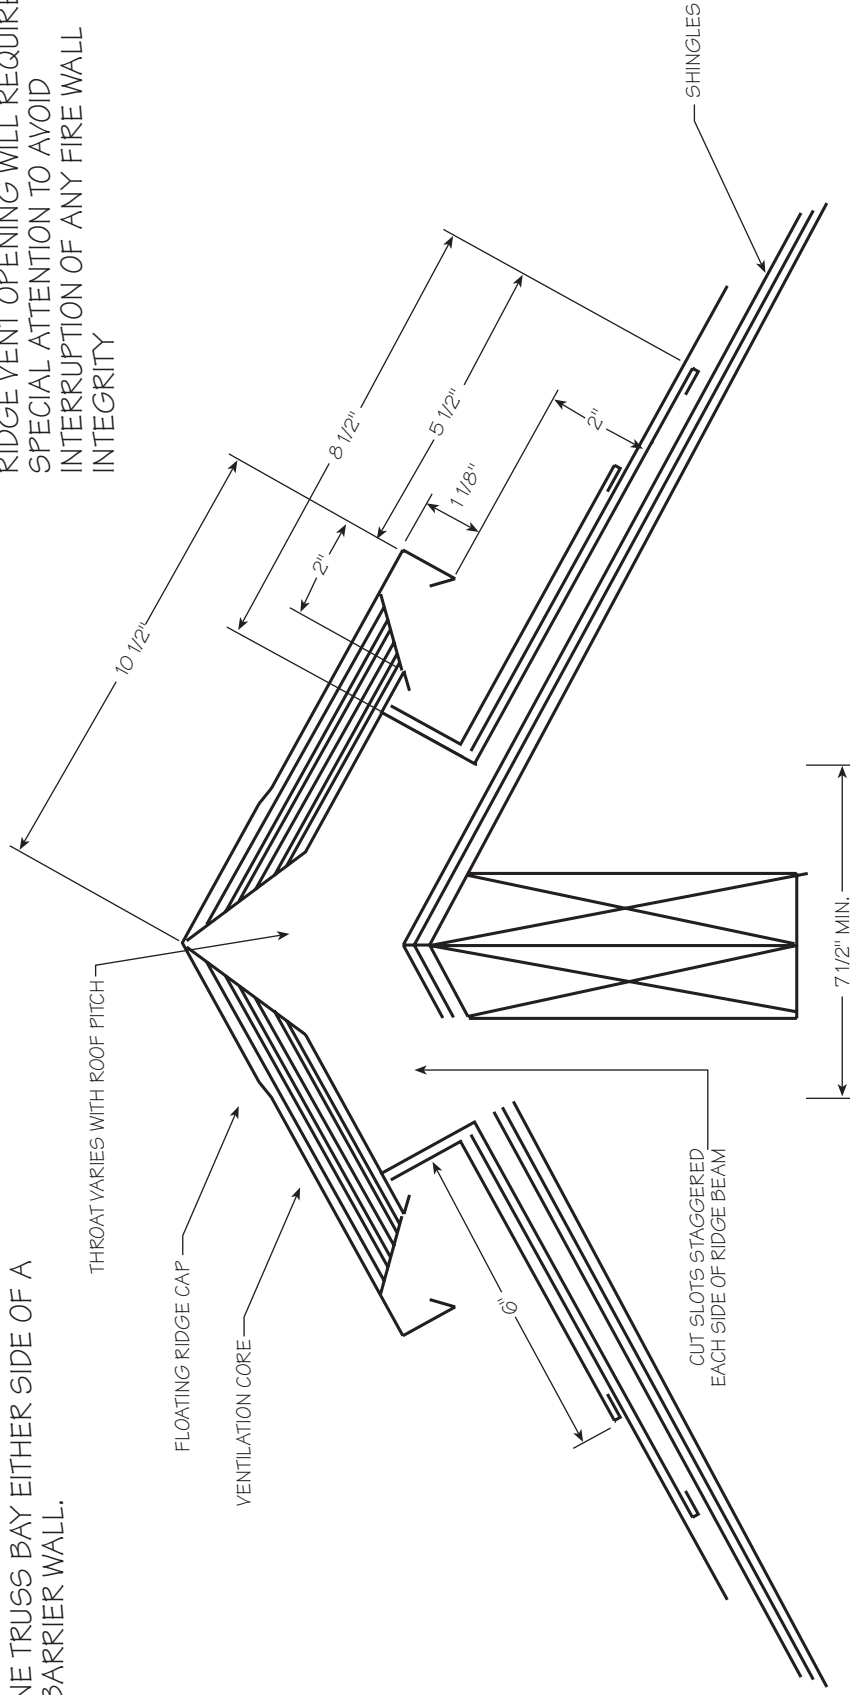 RIDGE VENT OPENING WILL REQUIRE
SPECIAL ATTENTION TO AVOID
INTERRUPTION OF ANY FIRE WALL
INTEGRITY
TRUSS BAY EITHER SIDE OF A
BARRIER WALL.
THROAT VARIES WITH ROOF PITCH
FLOATING RIDGE CAP
VENTILATION CORE
10 1/2"
2"
8 1/2"
5 1/2"
1 1/8"
2"
SHINGLES
6"
CUT SLOTS STAGGERED
EACH SIDE OF RIDGE BEAM
7 1/2" MIN.